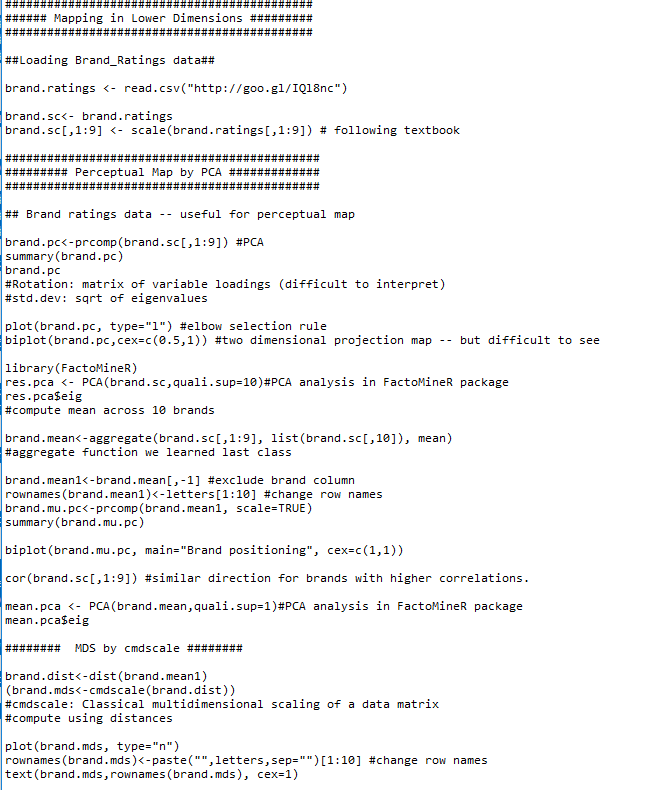 ############################################
###### Mapping in Lower Dimensions #########
############################################
##Loading Brand_Ratings data##
brand.ratings <- read.csv("http://goo.gl/IQl8nc")
brand.sc<- brand.ratings
brand.sc[,1:9] <- scale(brand.ratings[,1:9]) # following textbook
#############################################
######### Perceptual Map by PCA #############
#############################################
## Brand ratings data -- useful for perceptual map
brand.pc<-prcomp(brand.sc[,1:9]) #PCA
summary(brand.pc)
brand.pc
#Rotation: matrix of variable loadings (difficult to interpret)
#std.dev: sqrt of eigenvalues
plot(brand.pc, type="l") #elbow selection rule
biplot(brand.pc,cex=c(0.5,1)) #two dimensional projection map -- but difficult to see
library(FactoMineR)
res.pca <- PCA(brand.sc,quali.sup=10)#PCA analysis in FactoMineR package
res.pca$eig
#compute mean across 10 brands
brand.mean<-aggregate(brand.sc[,1:9], list(brand.sc[,10]), mean)
#aggregate function we learned last class
brand.mean1<-brand.mean[,-1] #exclude brand column
rownames(brand.mean1)<-letters[1:10] #change row names
brand.mu.pc<-prcomp(brand.mean1, scale=TRUE)
summary(brand.mu.pc)
biplot(brand.mu.pc, main="Brand positioning", cex=c(1,1))
cor(brand.sc[,1:9]) #similar direction for brands with higher correlations.
mean.pca <- PCA(brand.mean,quali.sup=1)#PCA analysis in FactoMineR package
mean.pca$eig
########  MDS by cmdscale ########
brand.dist<-dist(brand.mean1)
(brand.mds<-cmdscale(brand.dist))
#cmdscale: Classical multidimensional scaling of a data matrix
#compute using distances
plot(brand.mds, type="n")
rownames(brand.mds)<-paste("",letters,sep="")[1:10] #change row names
text(brand.mds,rownames(brand.mds), cex=1)